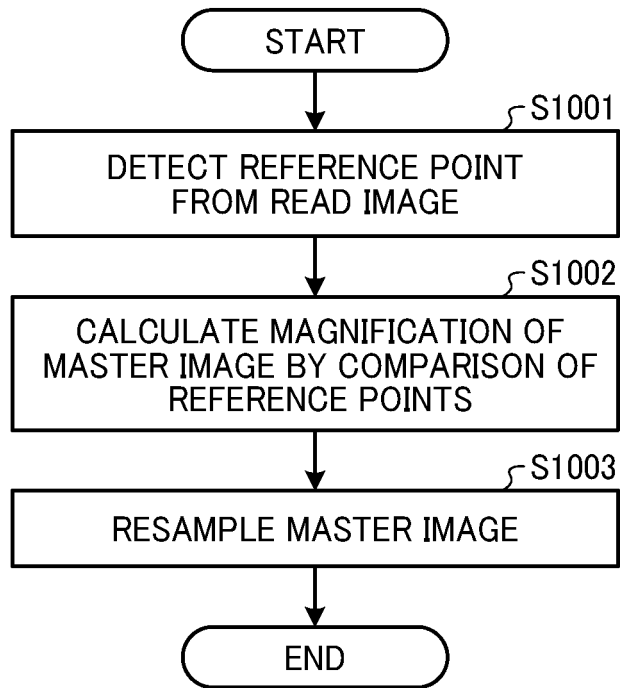 START
S1001
DETECT REFERENCE POINT
FROM READ IMAGE
S1002
CALCULATE MAGNIFICATION OF
MASTER IMAGE BY COMPARISON OF
REFERENCE POINTS
S1003
RESAMPLE MASTER IMAGE
END